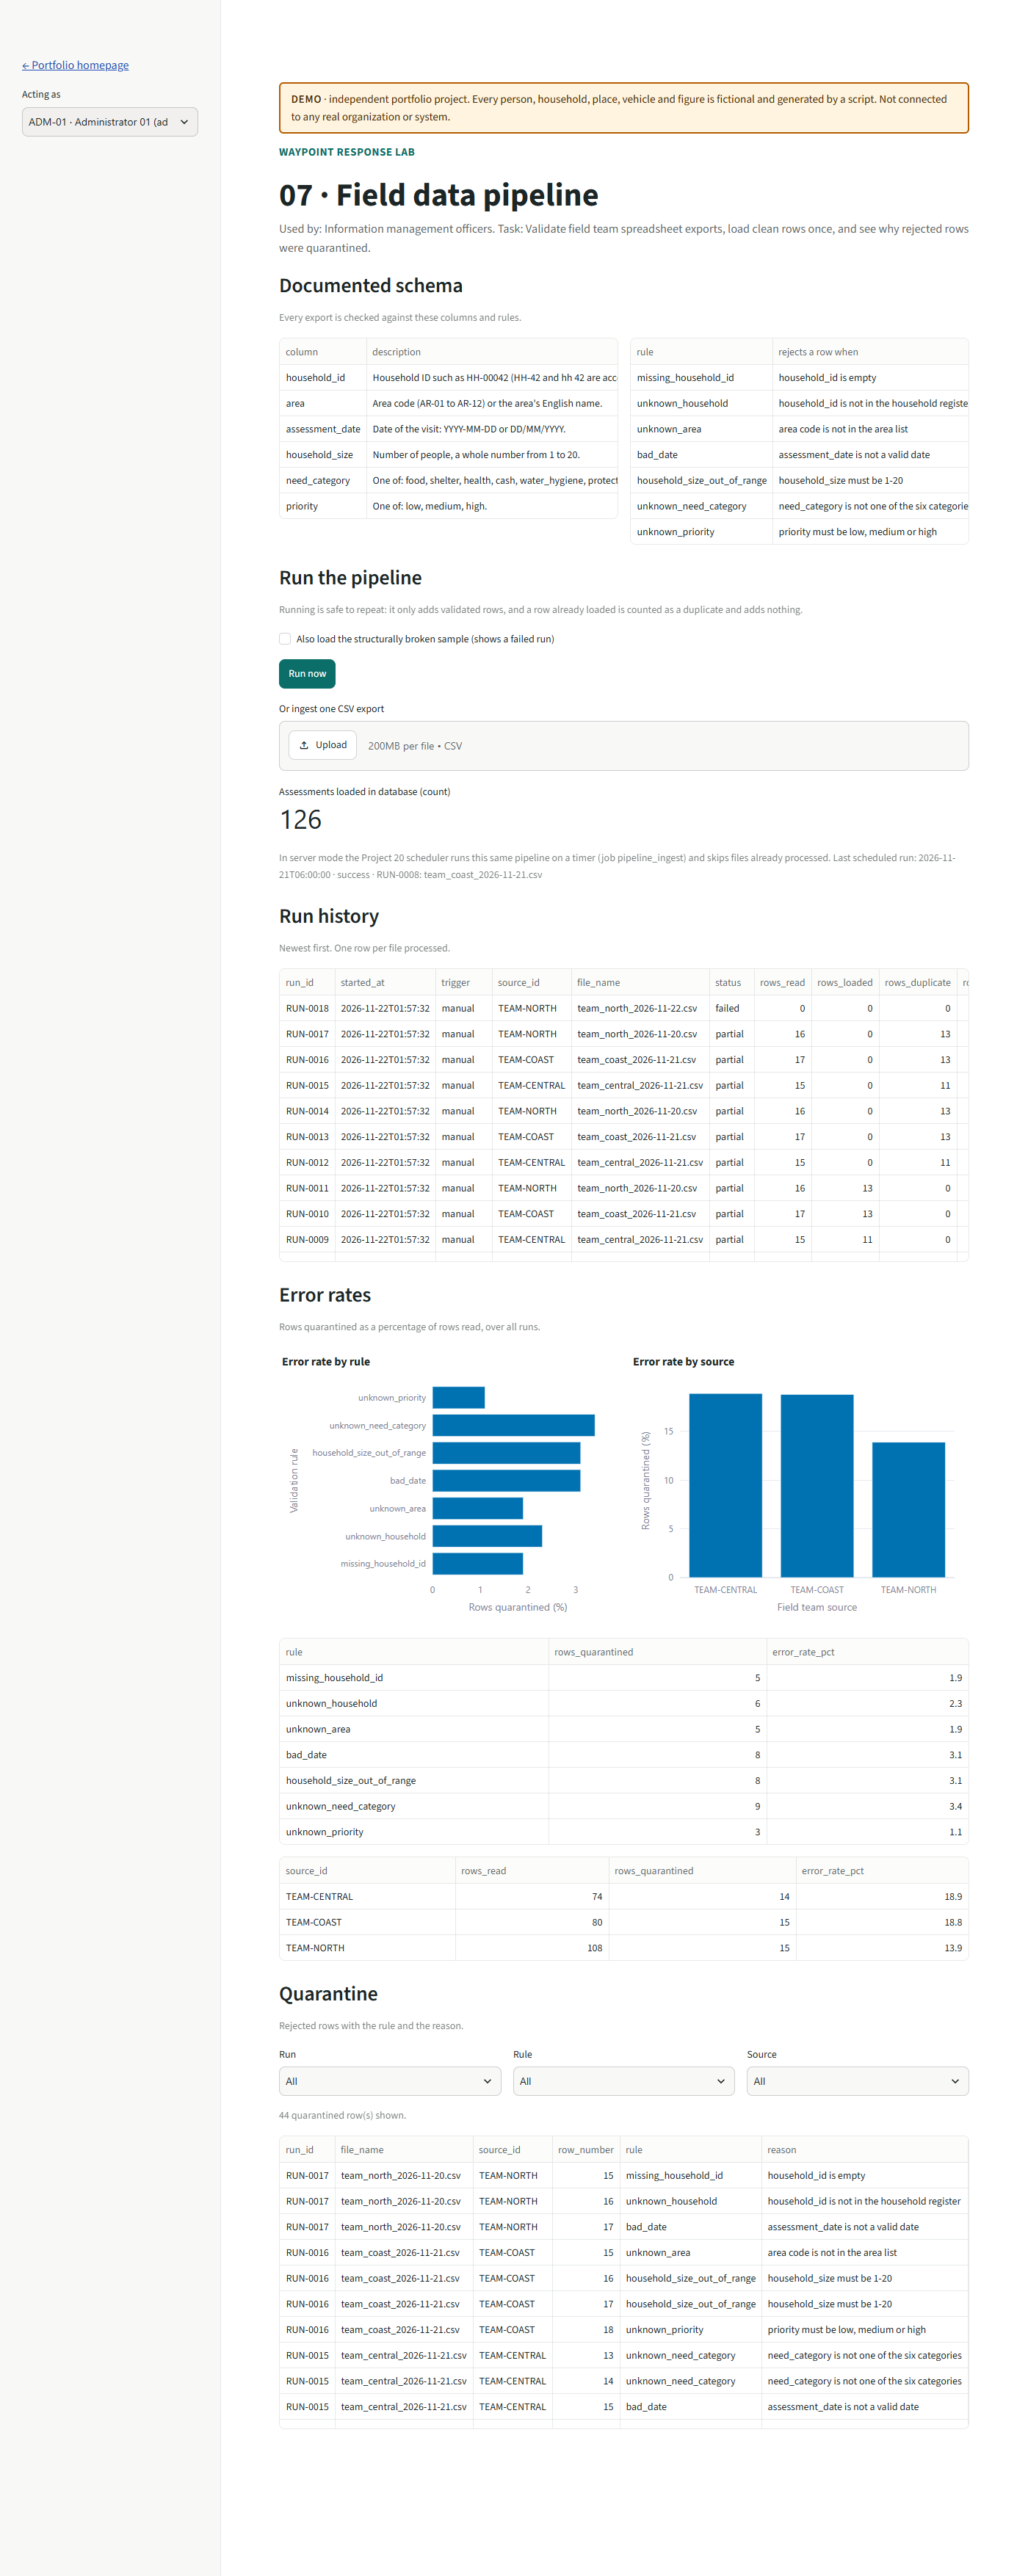 ← Portfolio homepage
Acting as
ADM-01 · Administrator 01 (ad
DEMO · independent portfolio project. Every person, household, place, vehicle and figure is fictional and generated by a script. Not connected
to any real organization or system.
WAYPOINT RESPONSE LAB
07 · Field data pipeline
Used by: Information management officers. Task: Validate field team spreadsheet exports, load clean rows once, and see why rejected rows
were quarantined.
Documented schema
Every export is checked against these columns and rules.
column description
household_id Household ID such as HH-00042 (HH-42 and hh 42 are acc
area Area code (AR-01 to AR-12) or the area's English name.
assessment_date Date of the visit: YYYY-MM-DD or DD/MM/YYYY.
household_size Number of people, a whole number from 1 to 20.
need_category One of: food, shelter, health, cash, water_hygiene, protect
priority One of: low, medium, high.
rule rejects a row when
missing_household_id household_id is empty
unknown_household household_id is not in the household registe
unknown_area area code is not in the area list
bad_date assessment_date is not a valid date
household_size_out_of_range household_size must be 1-20
unknown_need_category need_category is not one of the six categorie
unknown_priority priority must be low, medium or high
Run the pipeline
Running is safe to repeat: it only adds validated rows, and a row already loaded is counted as a duplicate and adds nothing.
Also load the structurally broken sample (shows a failed run)
Run now
Or ingest one CSV export
Upload 200MB per file • CSV
Assessments loaded in database (count)
126
In server mode the Project 20 scheduler runs this same pipeline on a timer (job pipeline_ingest) and skips files already processed. Last scheduled run: 2026-11-
21T06:00:00 · success · RUN-0008: team_coast_2026-11-21.csv
Run history
Newest first. One row per file processed.
run_id started_at trigger source_id file_name status rows_read rows_loaded rows_duplicate rc
RUN-0018 2026-11-22T01:57:32 manual TEAM-NORTH team_north_2026-11-22.csv failed 0 0 0
RUN-0017 2026-11-22T01:57:32 manual TEAM-NORTH team_north_2026-11-20.csv partial 16 0 13
RUN-0016 2026-11-22T01:57:32 manual TEAM-COAST team_coast_2026-11-21.csv partial 17 0 13
RUN-0015 2026-11-22T01:57:32 manual TEAM-CENTRAL team_central_2026-11-21.csv partial 15 0 11
RUN-0014 2026-11-22T01:57:32 manual TEAM-NORTH team_north_2026-11-20.csv partial 16 0 13
RUN-0013 2026-11-22T01:57:32 manual TEAM-COAST team_coast_2026-11-21.csv partial 17 0 13
RUN-0012 2026-11-22T01:57:32 manual TEAM-CENTRAL team_central_2026-11-21.csv partial 15 0 11
RUN-0011 2026-11-22T01:57:32 manual TEAM-NORTH team_north_2026-11-20.csv partial 16 13 0
RUN-0010 2026-11-22T01:57:32 manual TEAM-COAST team_coast_2026-11-21.csv partial 17 13 0
RUN-0009 2026-11-22T01:57:32 manual TEAM-CENTRAL team_central_2026-11-21.csv partial 15 11 0
Error rates
Rows quarantined as a percentage of rows read, over all runs.
Error rate by rule
Validation rule
unknown_priority
unknown_need_category
household_size_out_of_range
bad_date
unknown_area
unknown_household
missing_household_id
0 1 2 3
Rows quarantined (%)
Error rate by source
Rows quarantined (%)
15
10
5
0
TEAM-CENTRAL TEAM-COAST TEAM-NORTH
Field team source
rule rows_quarantined error_rate_pct
missing_household_id 5 1.9
unknown_household 6 2.3
unknown_area 5 1.9
bad_date 8 3.1
household_size_out_of_range 8 3.1
unknown_need_category 9 3.4
unknown_priority 3 1.1
source_id rows_read rows_quarantined error_rate_pct
TEAM-CENTRAL 74 14 18.9
TEAM-COAST 80 15 18.8
TEAM-NORTH 108 15 13.9
Quarantine
Rejected rows with the rule and the reason.
Run Rule Source
All All All
44 quarantined row(s) shown.
run_id file_name source_id row_number rule reason
RUN-0017 team_north_2026-11-20.csv TEAM-NORTH 15 missing_household_id household_id is empty
RUN-0017 team_north_2026-11-20.csv TEAM-NORTH 16 unknown_household household_id is not in the household register
RUN-0017 team_north_2026-11-20.csv TEAM-NORTH 17 bad_date assessment_date is not a valid date
RUN-0016 team_coast_2026-11-21.csv TEAM-COAST 15 unknown_area area code is not in the area list
RUN-0016 team_coast_2026-11-21.csv TEAM-COAST 16 household_size_out_of_range household_size must be 1-20
RUN-0016 team_coast_2026-11-21.csv TEAM-COAST 17 household_size_out_of_range household_size must be 1-20
RUN-0016 team_coast_2026-11-21.csv TEAM-COAST 18 unknown_priority priority must be low, medium or high
RUN-0015 team_central_2026-11-21.csv TEAM-CENTRAL 13 unknown_need_category need_category is not one of the six categories
RUN-0015 team_central_2026-11-21.csv TEAM-CENTRAL 14 unknown_need_category need_category is not one of the six categories
RUN-0015 team_central_2026-11-21.csv TEAM-CENTRAL 15 bad_date assessment_date is not a valid date